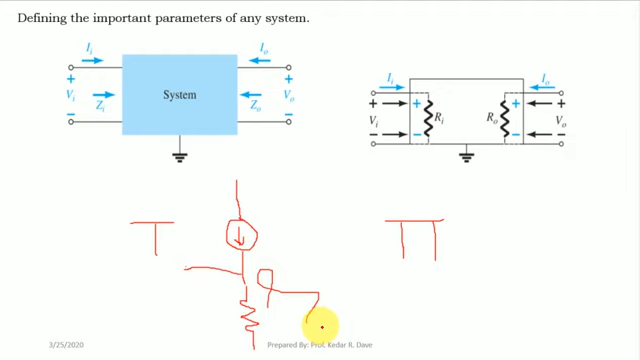 Defining the important parameters of any system.
Ii Io
+ +
Vi Zi System Zo Vo
− −
Ii Io
+ + + +
Vi Ri Ro Vo
− − − −
T π
3/25/2020 Prepared By: Prof. Kedar R. Dave